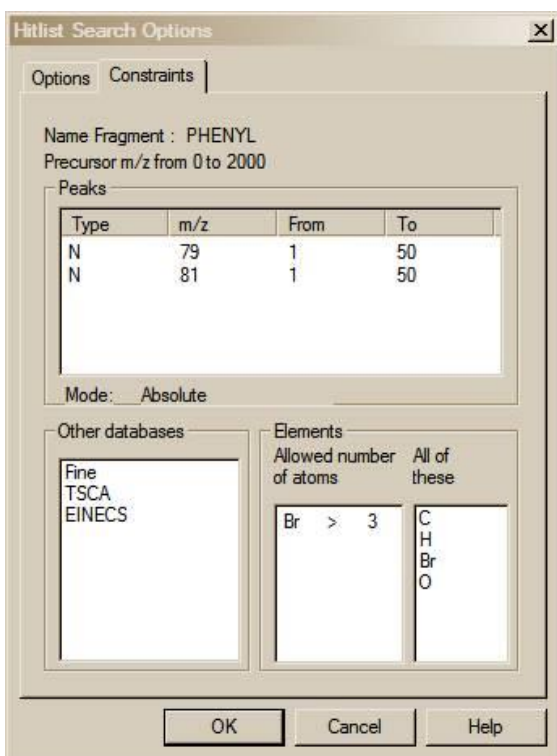 Hitlist Search Options
Options Constraints
Name Fragment : PHENYL
Precursor m/z from 0 to 2000
Peaks
Type m/z From To
N 79 1 50
N 81 1 50
Mode: Absolute
Other databases
Fine
TSCA
EINECS
Elements
Allowed number of atoms
Br > 3
All of these
C
H
Br
O
OK Cancel Help